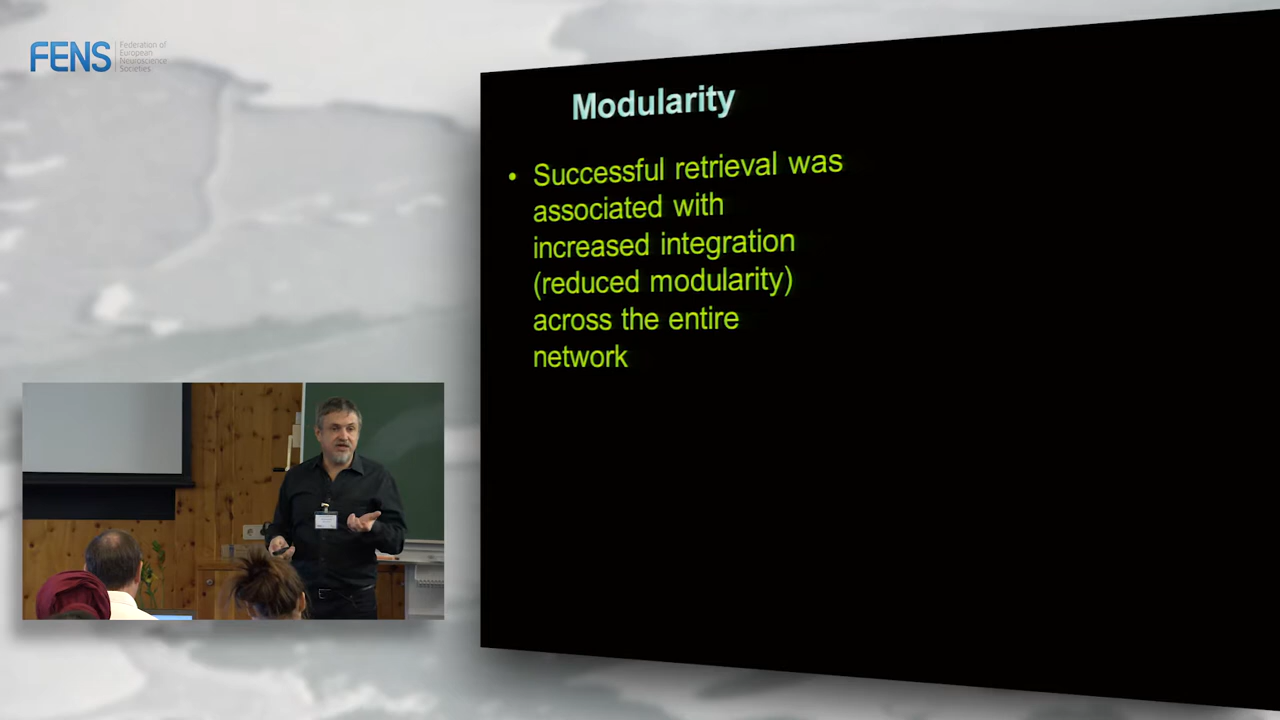 FENS
Federation of
European
Neuroscience
Societies
Modularity
• Successful retrieval was
associated with
increased integration
(reduced modularity)
across the entire
network